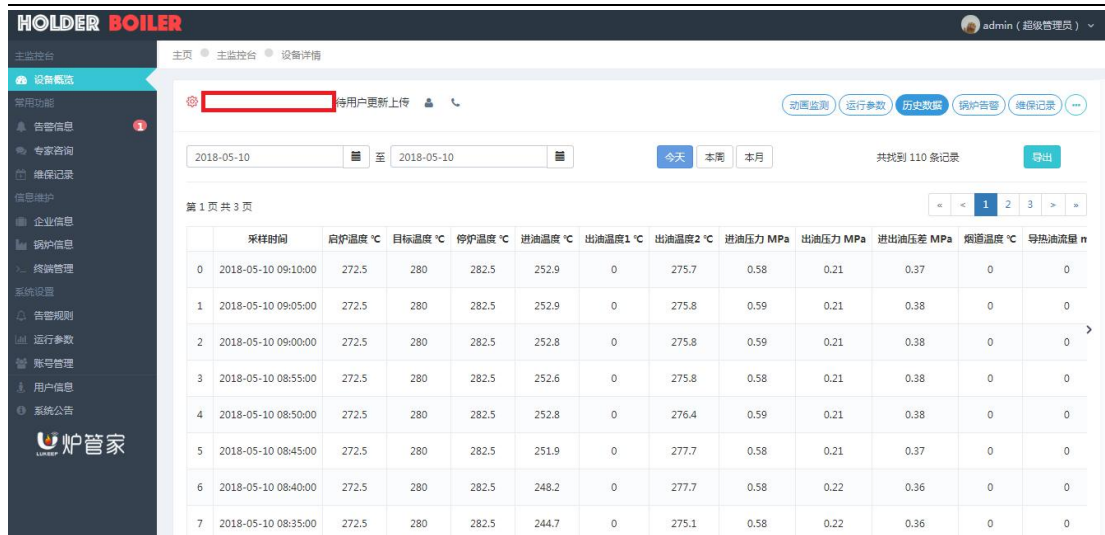 HOLDER BOILER
admin ( 超级管理员 )
主监控台
主页 主监控台 设备详情
设备概览
常用功能
待用户更新上传
动画监测 运行参数 历史数据 锅炉告警 维保记录 ...
告警信息 1
专家咨询
2018-05-10 至 2018-05-10 今天 本周 本月 共找到 110 条记录 导出
维保记录
信息维护
第 1 页 共 3 页 « < 1 2 3 > »
企业信息
锅炉信息
终端管理
系统设置
告警规则
运行参数
账号管理
用户信息
系统公告
炉管家
LUKEEP
采样时间 启炉温度 ℃ 目标温度 ℃ 停炉温度 ℃ 进油温度 ℃ 出油温度1 ℃ 出油温度2 ℃ 进油压力 MPa 出油压力 MPa 进出油压差 MPa 烟道温度 ℃ 导热油流量 m
0 2018-05-10 09:10:00 272.5 280 282.5 252.9 0 275.7 0.58 0.21 0.37 0 0
1 2018-05-10 09:05:00 272.5 280 282.5 252.9 0 275.8 0.59 0.21 0.38 0 0
2 2018-05-10 09:00:00 272.5 280 282.5 252.8 0 275.8 0.59 0.21 0.38 0 0
3 2018-05-10 08:55:00 272.5 280 282.5 252.6 0 275.8 0.58 0.21 0.38 0 0
4 2018-05-10 08:50:00 272.5 280 282.5 252.8 0 276.4 0.59 0.21 0.38 0 0
5 2018-05-10 08:45:00 272.5 280 282.5 251.9 0 277.7 0.58 0.21 0.37 0 0
6 2018-05-10 08:40:00 272.5 280 282.5 248.2 0 277.7 0.58 0.22 0.36 0 0
7 2018-05-10 08:35:00 272.5 280 282.5 244.7 0 275.1 0.58 0.22 0.36 0 0